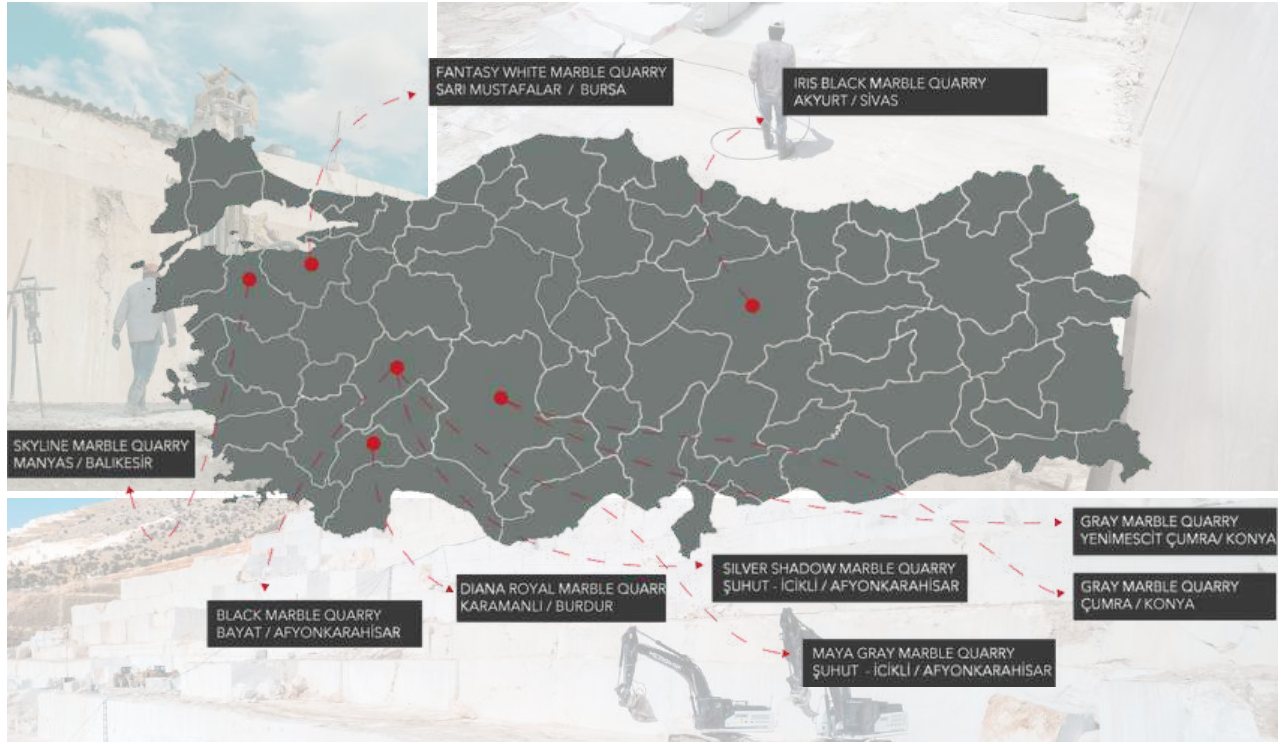 FANTASY WHITE MARBLE QUARRY
SARI MUSTAFALAR / BURSA
IRIS BLACK MARBLE QUARRY
AKYURT / SİVAS
SKYLINE MARBLE QUARRY
MANYAS / BALIKESİR
GRAY MARBLE QUARRY
YENİMESCİT ÇUMRA/ KONYA
SILVER SHADOW MARBLE QUARRY
ŞUHUT - İCİKLİ / AFYONKARAHİSAR
DIANA ROYAL MARBLE QUARR
KARAMANLI / BURDUR
GRAY MARBLE QUARRY
ÇUMRA / KONYA
BLACK MARBLE QUARRY
BAYAT / AFYONKARAHİSAR
MAYA GRAY MARBLE QUARRY
ŞUHUT - İCİKLİ / AFYONKARAHİSAR